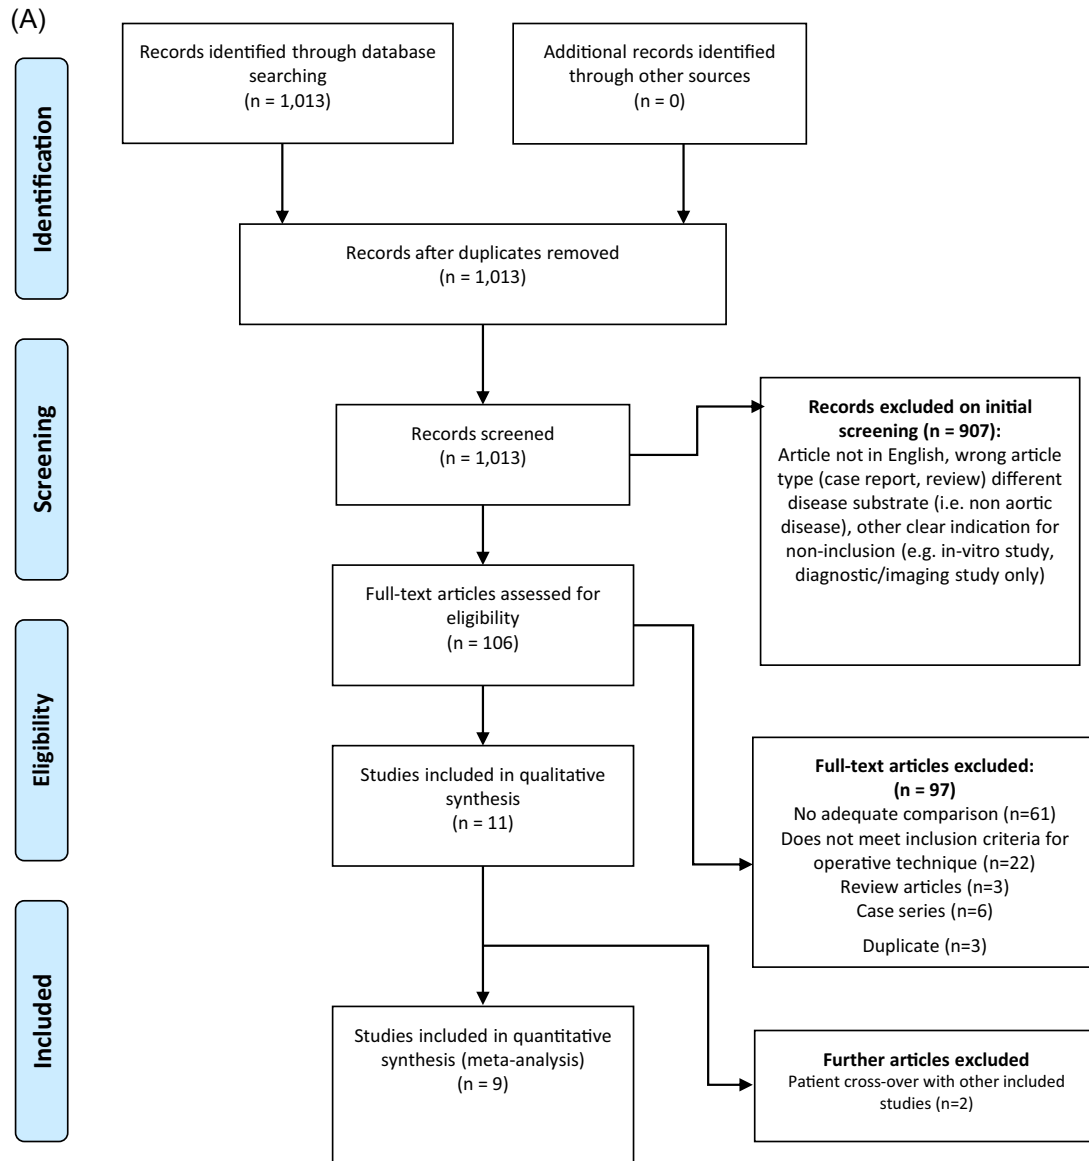 (A)
Identification
Records identified through database
searching
(n = 1,013)
Additional records identified
through other sources
(n = 0)
Records after duplicates removed
(n = 1,013)
Screening
Records screened
(n = 1,013)
Records excluded on initial
screening (n = 907):
Article not in English, wrong article
type (case report, review) different
disease substrate (i.e. non aortic
disease), other clear indication for
non-inclusion (e.g. in-vitro study,
diagnostic/imaging study only)
Eligibility
Full-text articles assessed for
eligibility
(n = 106)
Studies included in qualitative
synthesis
(n = 11)
Full-text articles excluded:
(n = 97)
No adequate comparison (n=61)
Does not meet inclusion criteria for
operative technique (n=22)
Review articles (n=3)
Case series (n=6)
Duplicate (n=3)
Included
Studies included in quantitative
synthesis (meta-analysis)
(n = 9)
Further articles excluded
Patient cross-over with other included
studies (n=2)